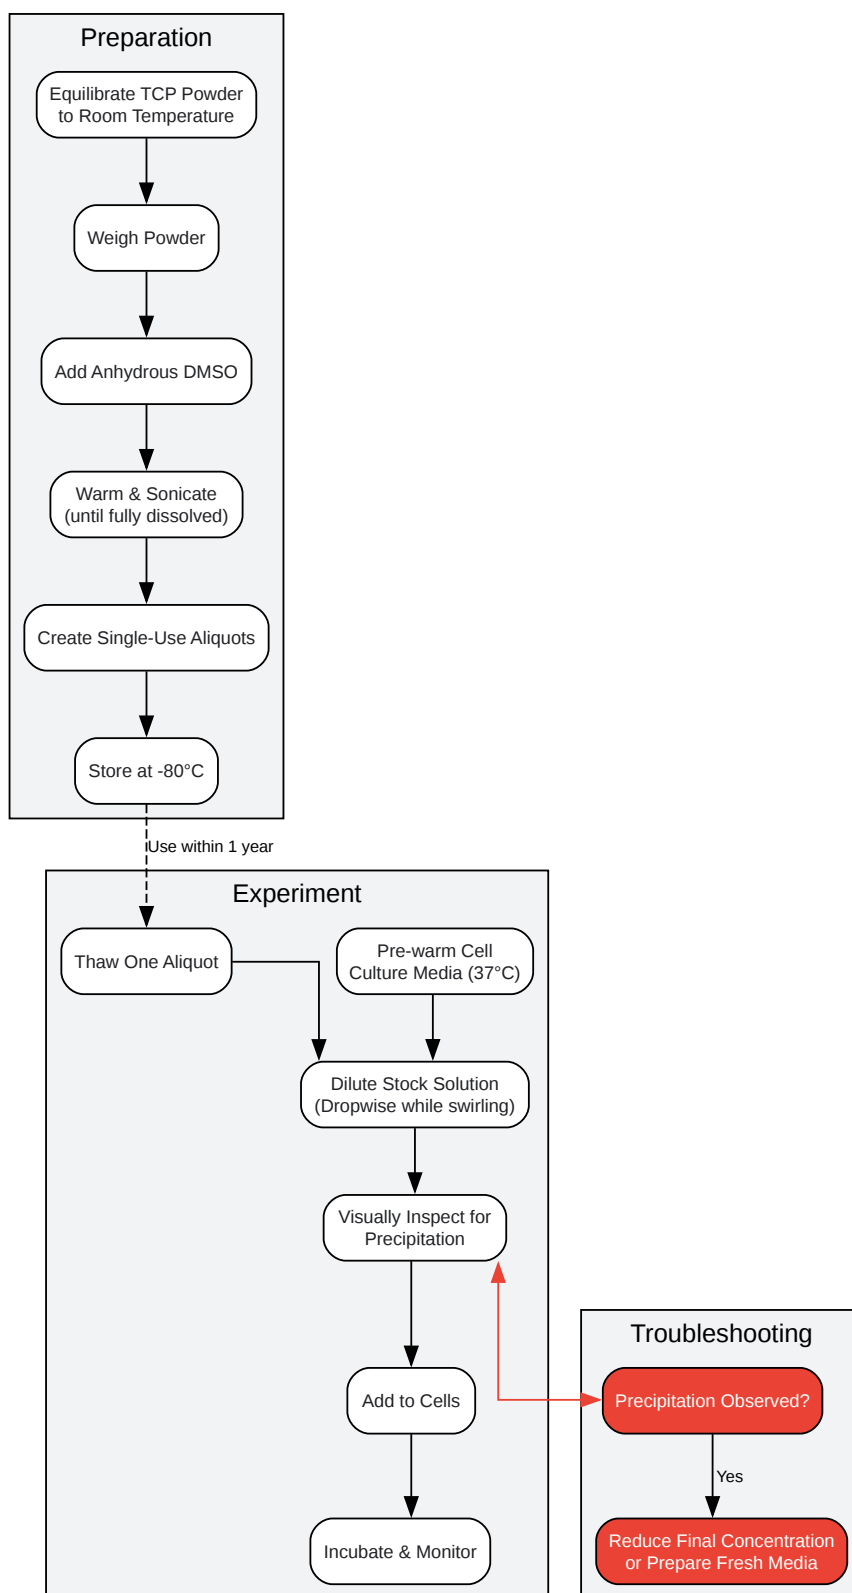 Preparation
Equilibrate TCP Powder
to Room Temperature
Weigh Powder
Add Anhydrous DMSO
Warm & Sonicate
(until fully dissolved)
Create Single-Use Aliquots
Store at -80°C
Use within 1 year
Experiment
Thaw One Aliquot
Pre-warm Cell
Culture Media (37°C)
Dilute Stock Solution
(Dropwise while swirling)
Visually Inspect for
Precipitation
Add to Cells
Incubate & Monitor
Troubleshooting
Precipitation Observed?
Yes
Reduce Final Concentration
or Prepare Fresh Media